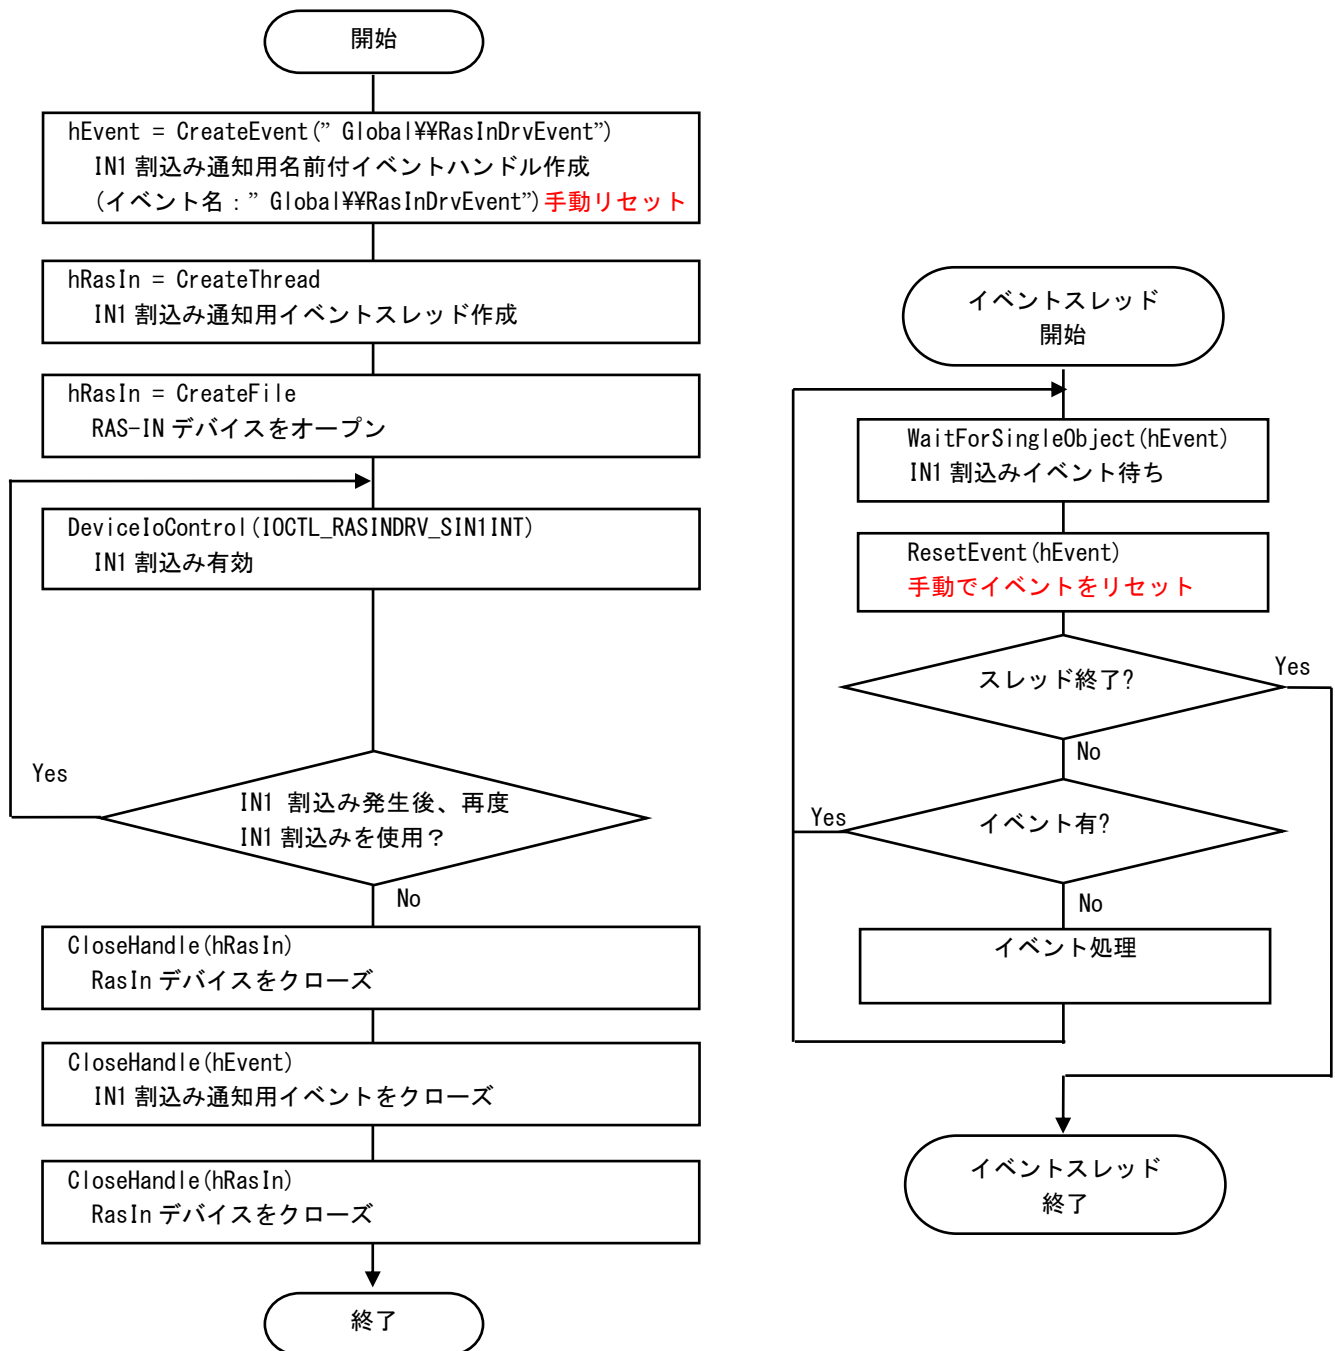 開始
hEvent = CreateEvent(” Global¥¥RasInDrvEvent”)
IN1 割込み通知用名前付イベントハンドル作成
(イベント名:” Global¥¥RasInDrvEvent”)手動リセット
hRasIn = CreateThread
IN1 割込み通知用イベントスレッド作成
hRasIn = CreateFile
RAS-IN デバイスをオープン
DeviceIoControl(IOCTL_RASINDRV_SIN1INT)
IN1 割込み有効
Yes
IN1 割込み発生後、再度
IN1 割込みを使用?
No
CloseHandle(hRasIn)
RasIn デバイスをクローズ
CloseHandle(hEvent)
IN1 割込み通知用イベントをクローズ
CloseHandle(hRasIn)
RasIn デバイスをクローズ
終了
イベントスレッド
開始
WaitForSingleObject(hEvent)
IN1 割込みイベント待ち
ResetEvent(hEvent)
手動でイベントをリセット
スレッド終了?
Yes
No
イベント有?
Yes
No
イベント処理
イベントスレッド
終了